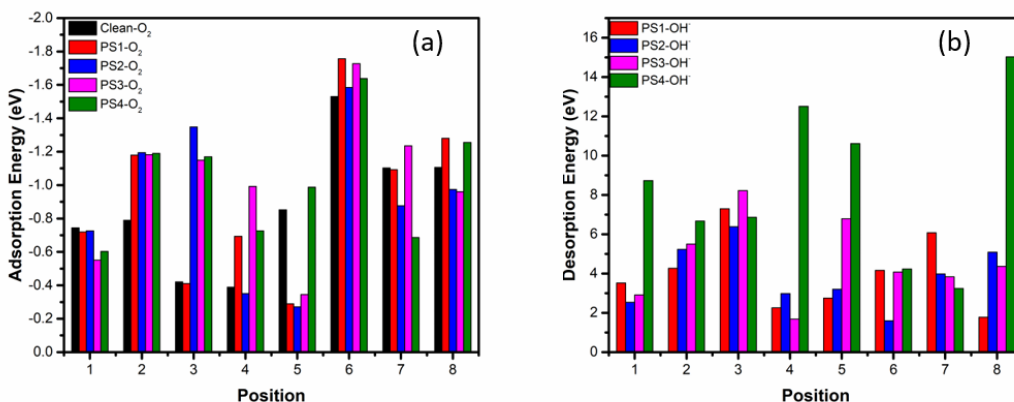 (a)
Clean-O₂
PS1-O₂
PS2-O₂
PS3-O₂
PS4-O₂
Adsorption Energy (eV)
-2.0
-1.8
-1.6
-1.4
-1.2
-1.0
-0.8
-0.6
-0.4
-0.2
0.0
1 2 3 4 5 6 7 8
Position
(b)
PS1-OH⁻
PS2-OH⁻
PS3-OH⁻
PS4-OH⁻
Desorption Energy (eV)
16
14
12
10
8
6
4
2
0
1 2 3 4 5 6 7 8
Position